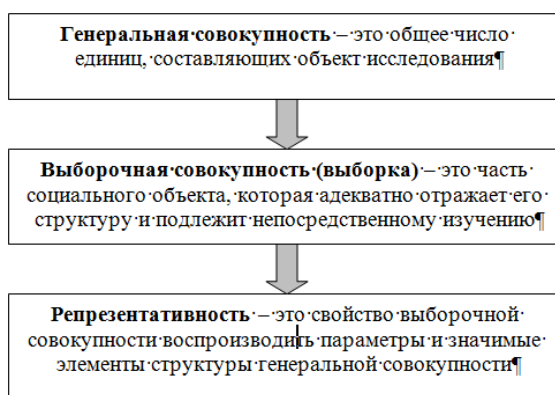 Генеральная·совокупность·–·это·общее·число·
единиц,·составляющих·объект·исследования¶
Выборочная·совокупность·(выборка)·–·это·часть·
социального·объекта,·которая·адекватно·отражает·его·
структуру·и·подлежит·непосредственному·изучению¶
Репрезентативность·–·это·свойство·выборочной·
совокупности·воспроизводить·параметры·и·значимые·
элементы·структуры·генеральной·совокупности¶